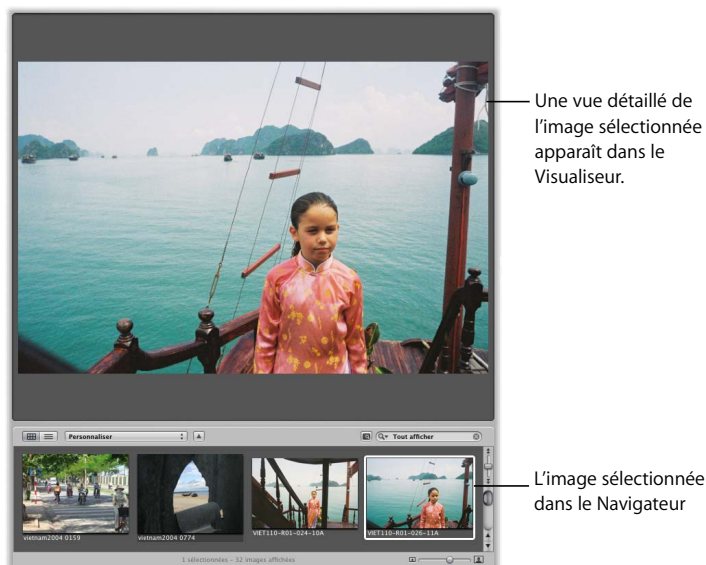 Une vue détaillé de
l'image sélectionnée
apparaît dans le
Visualiseur.
Personnaliser
Tout afficher
vietnam2004 0159
vietnam2004 0774
VIET110-R01-024-10A
VIET110-R01-026-11A
L'image sélectionnée
dans le Navigateur
1 sélectionnées – 32 images affichées